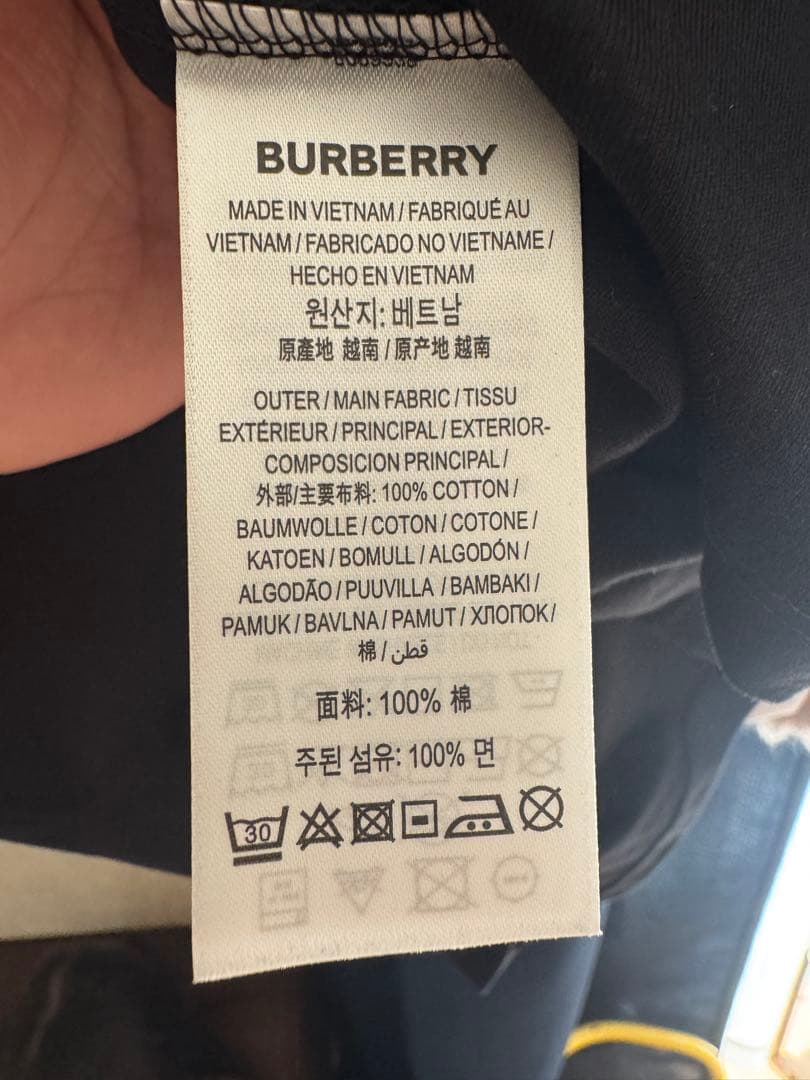 BURBERRY
MADE IN VIETNAM / FABRIQUÉ AU
VIETNAM / FABRICADO NO VIETNAME /
HECHO EN VIETNAM
원산지: 베트남
原產地 越南 / 原产地 越南
OUTER / MAIN FABRIC / TISSU
EXTÉRIEUR / PRINCIPAL / EXTERIOR-
COMPOSICION PRINCIPAL /
外部/主要布料: 100% COTTON /
BAUMWOLLE / COTON / COTONE /
KATOEN / BOMULL / ALGODÓN /
ALGODÃO / PUUVILLA / BAMBAKI /
PAMUK / BAVLNA / PAMUT / ХЛОПОК /
棉 / قطن
面料: 100% 棉
주된 섬유: 100% 면
30